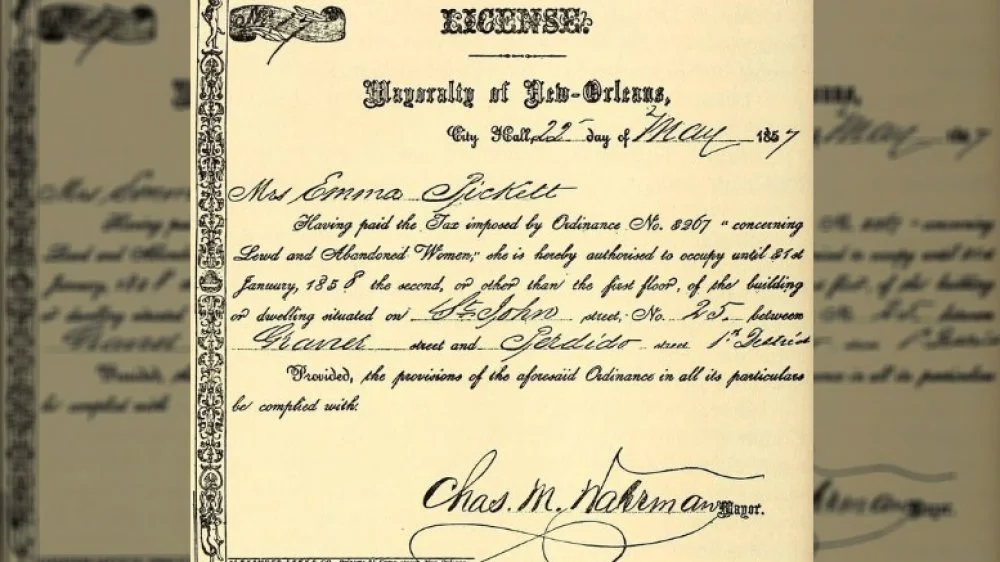 LICENSE:
Mayoralty of New-Orleans,
City Hall, 22 day of May 1857
Mrs Emma Pickett
Having paid the Tax imposed by Ordinance No. 3267 "concerning
Lewd and Abandoned Women;" she is hereby authorised to occupy until 31st
January, 1858 the second, or other than the first floor, of the building
or dwelling situated on St John street, No. 25, between
Gravier street and Perdido street 1st District
Provided, the provisions of the aforesaid Ordinance in all its particulars
be complied with.
Chas. M. Waterman Mayor.